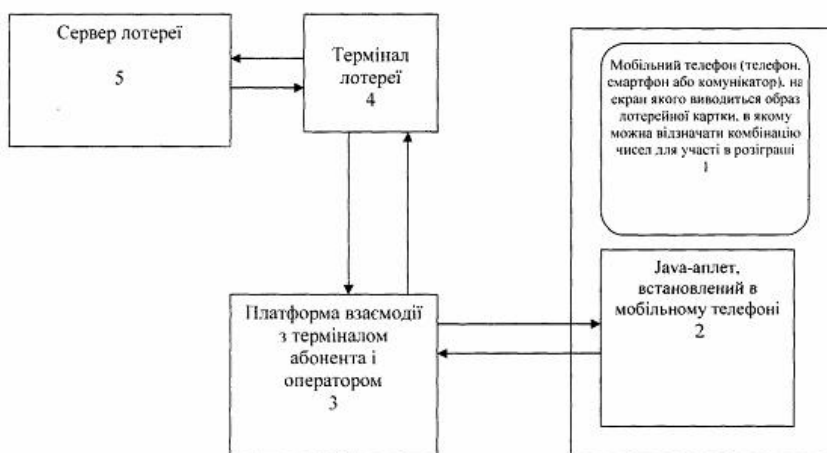 Сервер лотереї
5
Термінал
лотереї
4
Мобільний телефон (телефон,
смартфон або комунікатор), на
екран якого виводиться образ
лотерейної картки, в якому
можна відзначати комбінацію
чисел для участі в розіграші
1
Java-аплет,
встановлений в
мобільному телефоні
2
Платформа взаємодії
з терміналом
абонента і
оператором
3